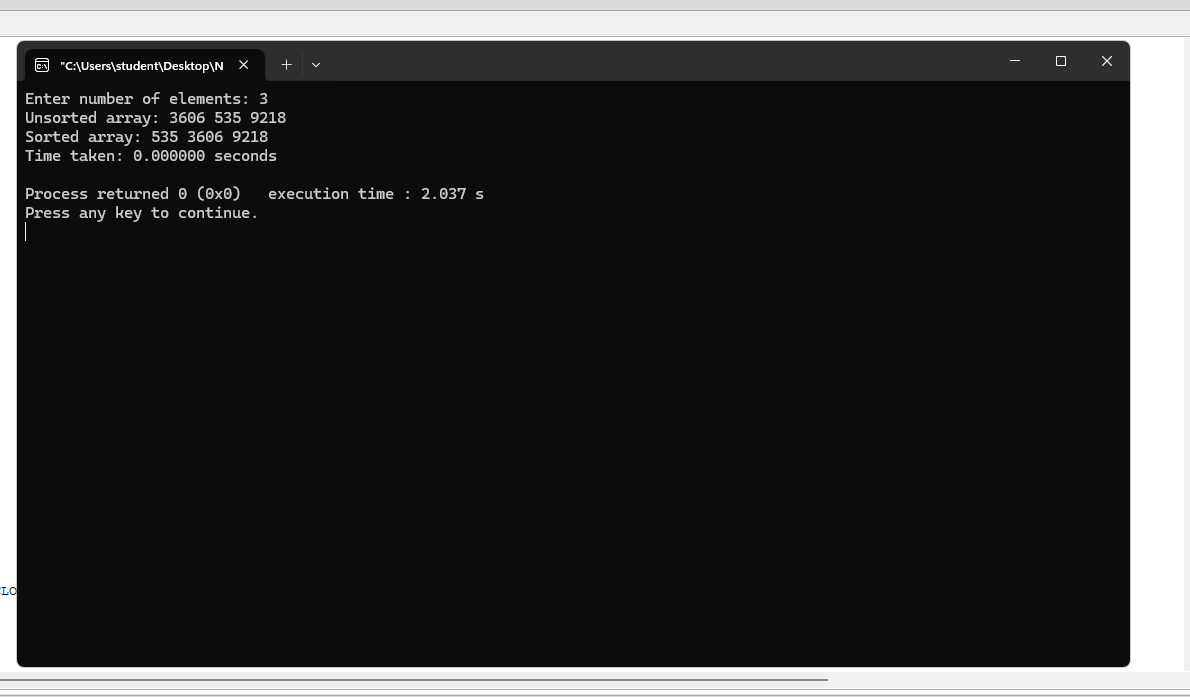 "C:\Users\student\Desktop\N
Enter number of elements: 3
Unsorted array: 3606 535 9218
Sorted array: 535 3606 9218
Time taken: 0.000000 seconds
Process returned 0 (0x0)   execution time : 2.037 s
Press any key to continue.
LO